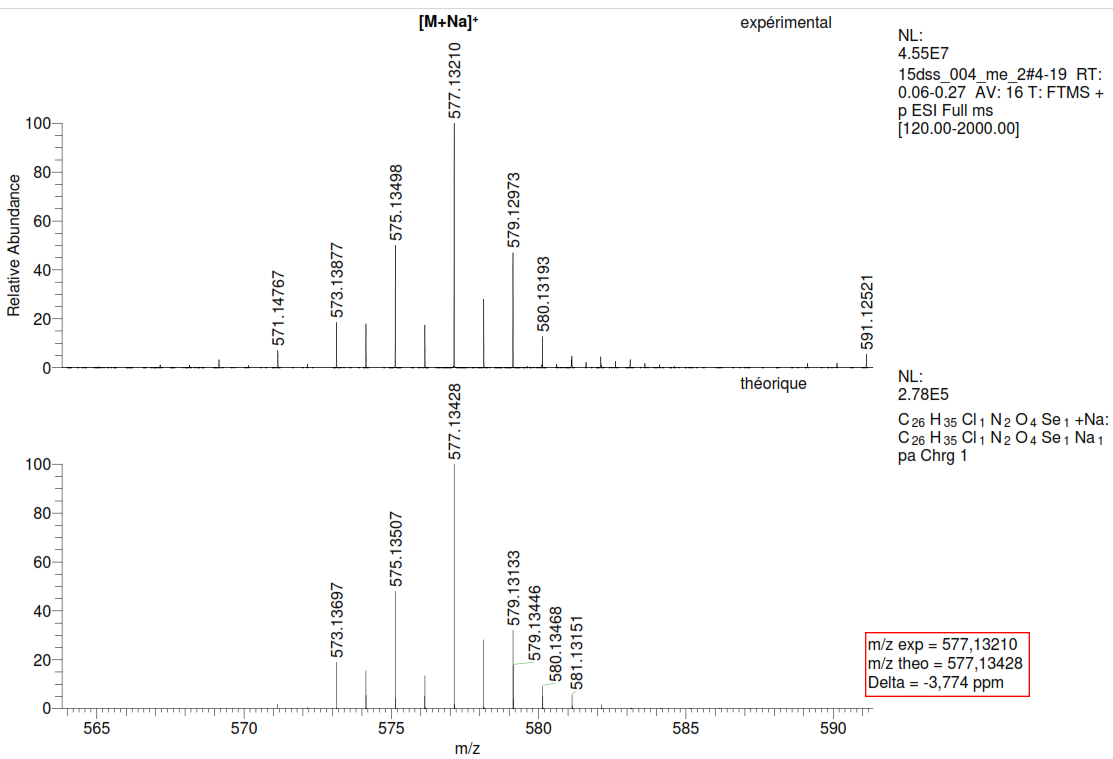 [M+Na]+
expérimental
577.13210
575.13498
579.12973
573.13877
571.14767
580.13193
591.12521
100
80
60
40
20
0
Relative Abundance
NL:
4.55E7
15dss_004_me_2#4-19 RT:
0.06-0.27 AV: 16 T: FTMS +
p ESI Full ms
[120.00-2000.00]
théorique
577.13428
575.13507
573.13697
579.13133
579.13446
580.13468
581.13151
100
80
60
40
20
0
565
570
575
580
585
590
m/z
NL:
2.78E5
C26 H35 Cl1 N2 O4 Se1 +Na:
C26 H35 Cl1 N2 O4 Se1 Na1
pa Chrg 1
m/z exp = 577,13210
m/z theo = 577,13428
Delta = -3,774 ppm